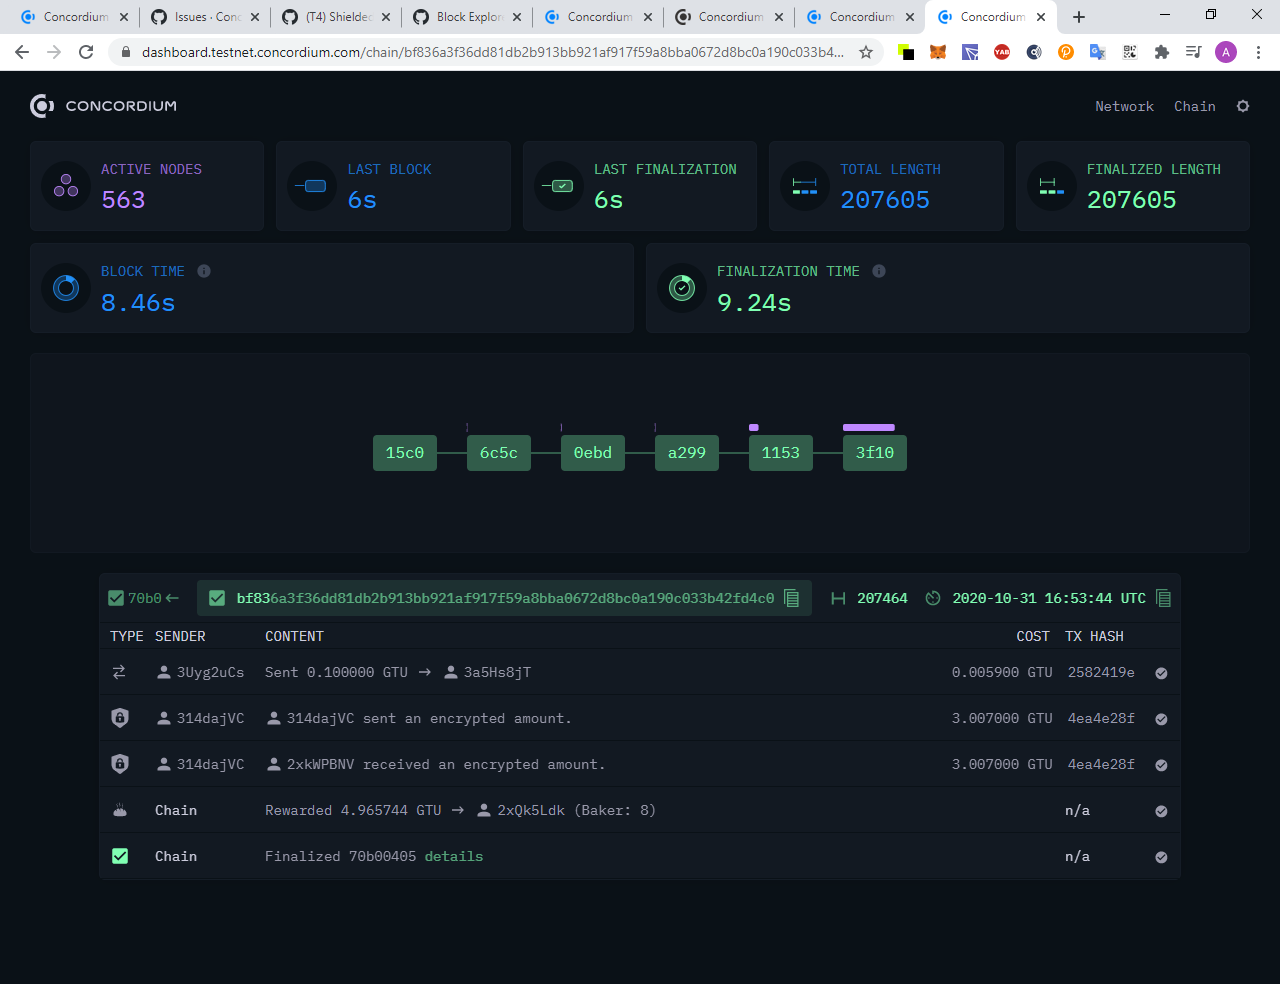 Concordium
Issues · Conc
(T4) Shielded
Block Explor
Concordium
Concordium
Concordium
Concordium
dashboard.testnet.concordium.com/chain/bf836a3f36dd81db2b913bb921af917f59a8bba0672d8bc0a190c033b4...
YAB
A
CONCORDIUM
Network Chain
ACTIVE NODES
563
LAST BLOCK
6s
LAST FINALIZATION
6s
TOTAL LENGTH
207605
FINALIZED LENGTH
207605
BLOCK TIME
8.46s
FINALIZATION TIME
9.24s
15c0 6c5c 0ebd a299 1153 3f10
70b0← bf836a3f36dd81db2b913bb921af917f59a8bba0672d8bc0a190c033b42fd4c0 207464 2020-10-31 16:53:44 UTC
TYPE SENDER CONTENT COST TX HASH
3Uyg2uCs Sent 0.100000 GTU → 3a5Hs8jT 0.005900 GTU 2582419e
314dajVC 314dajVC sent an encrypted amount. 3.007000 GTU 4ea4e28f
314dajVC 2xkWPBNV received an encrypted amount. 3.007000 GTU 4ea4e28f
Chain Rewarded 4.965744 GTU → 2xQk5Ldk (Baker: 8) n/a
Chain Finalized 70b00405 details n/a